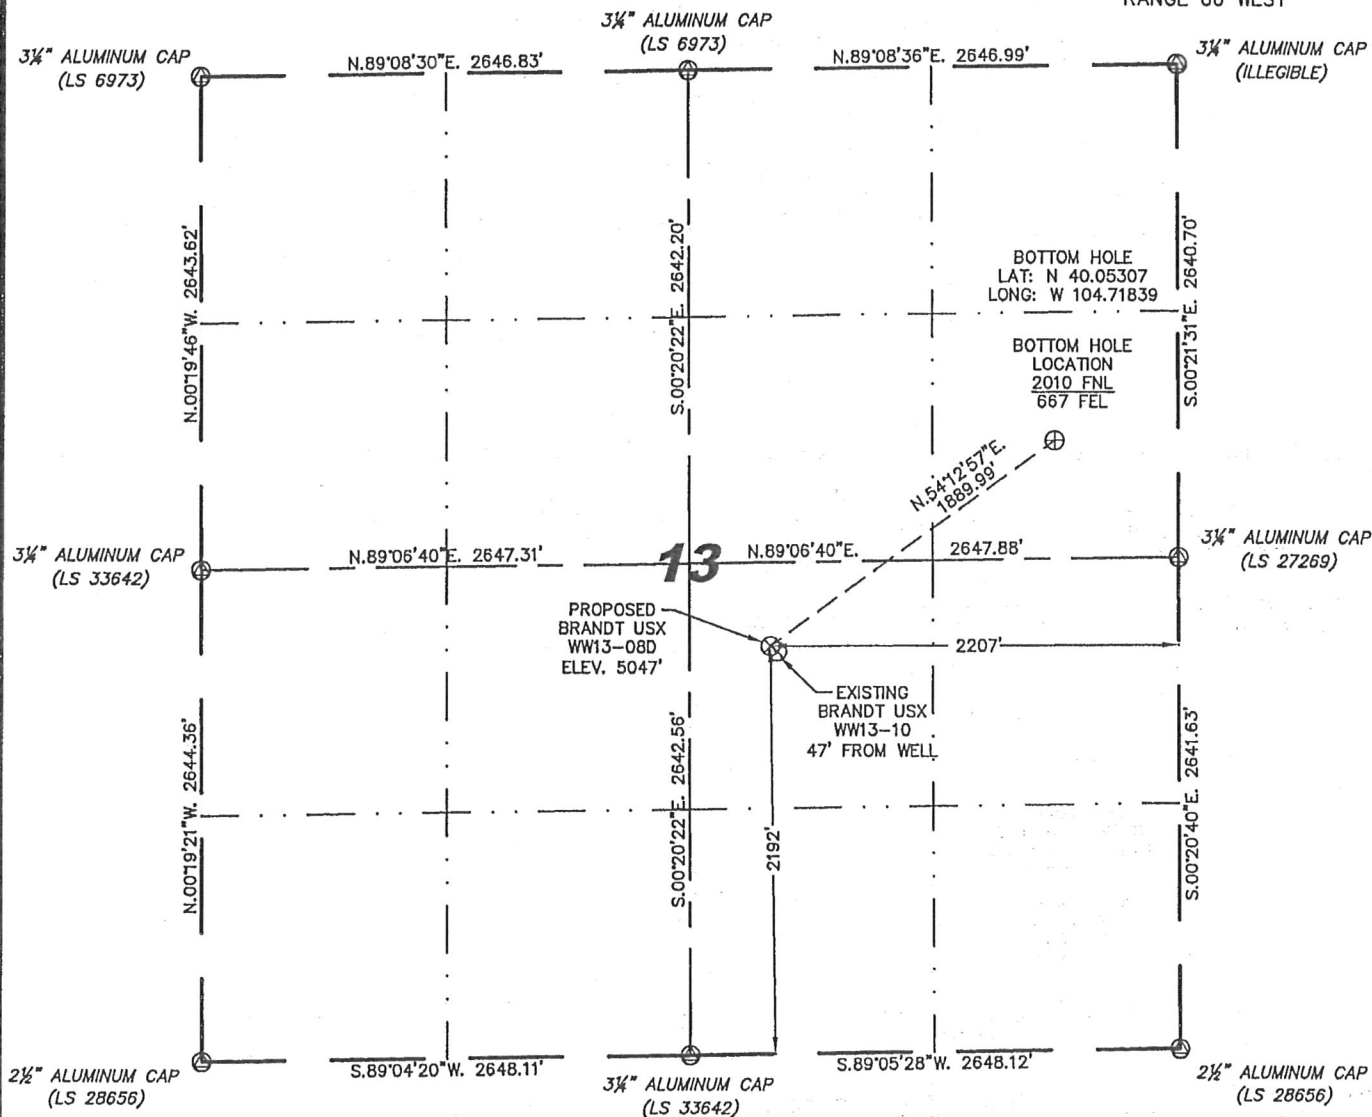 3¼" ALUMINUM CAP
(LS 6973)
3¼" ALUMINUM CAP
(LS 6973)
3¼" ALUMINUM CAP
(ILLEGIBLE)
N.89°08'30"E. 2646.83'
N.89°08'36"E. 2646.99'
N.00°19'46"W. 2643.62'
S.00°20'22"E. 2642.20'
S.00°21'31"E. 2640.70'
BOTTOM HOLE
LAT: N 40.05307
LONG: W 104.71839
BOTTOM HOLE
LOCATION
2010 FNL
667 FEL
N.54°12'57"E.
1889.99'
3¼" ALUMINUM CAP
(LS 33642)
N.89°06'40"E. 2647.31'
13
N.89°06'40"E. 2647.88'
3¼" ALUMINUM CAP
(LS 27269)
PROPOSED
BRANDT USX
WW13-08D
ELEV. 5047'
2207'
EXISTING
BRANDT USX
WW13-10
47' FROM WELL
N.00°19'21"W. 2644.36'
S.00°20'22"E. 2642.56'
2192'
S.00°20'40"E. 2641.63'
2½" ALUMINUM CAP
(LS 28656)
S.89°04'20"W. 2648.11'
3¼" ALUMINUM CAP
(LS 33642)
S.89°05'28"W. 2648.12'
2½" ALUMINUM CAP
(LS 28656)